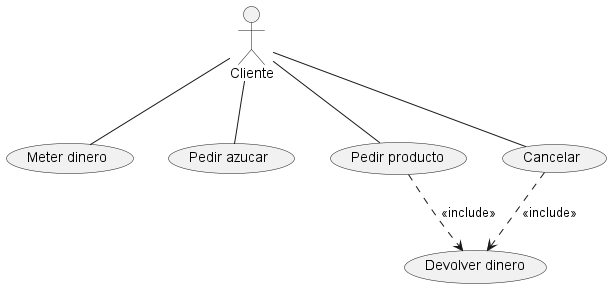 Cliente
Meter dinero
Pedir azucar
Pedir producto
Cancelar
«include»
«include»
Devolver dinero